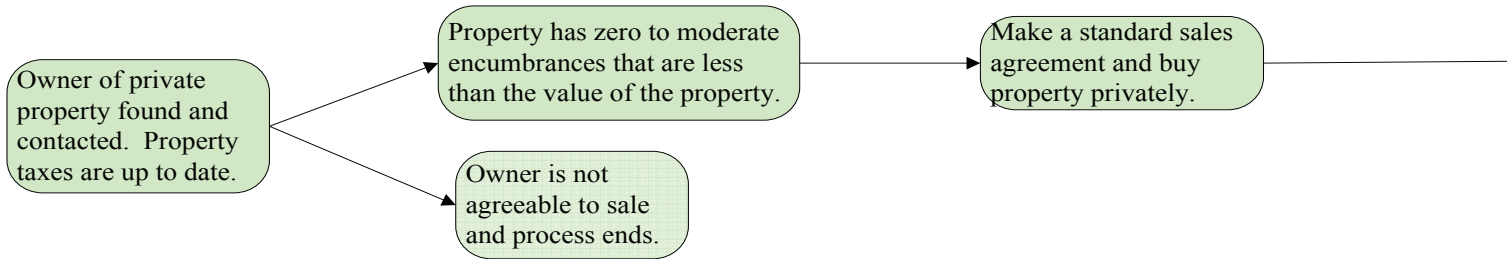 Owner of private
property found and
contacted.  Property
taxes are up to date.
Property has zero to moderate
encumbrances that are less
than the value of the property.
Owner is not
agreeable to sale
and process ends.
Make a standard sales
agreement and buy
property privately.